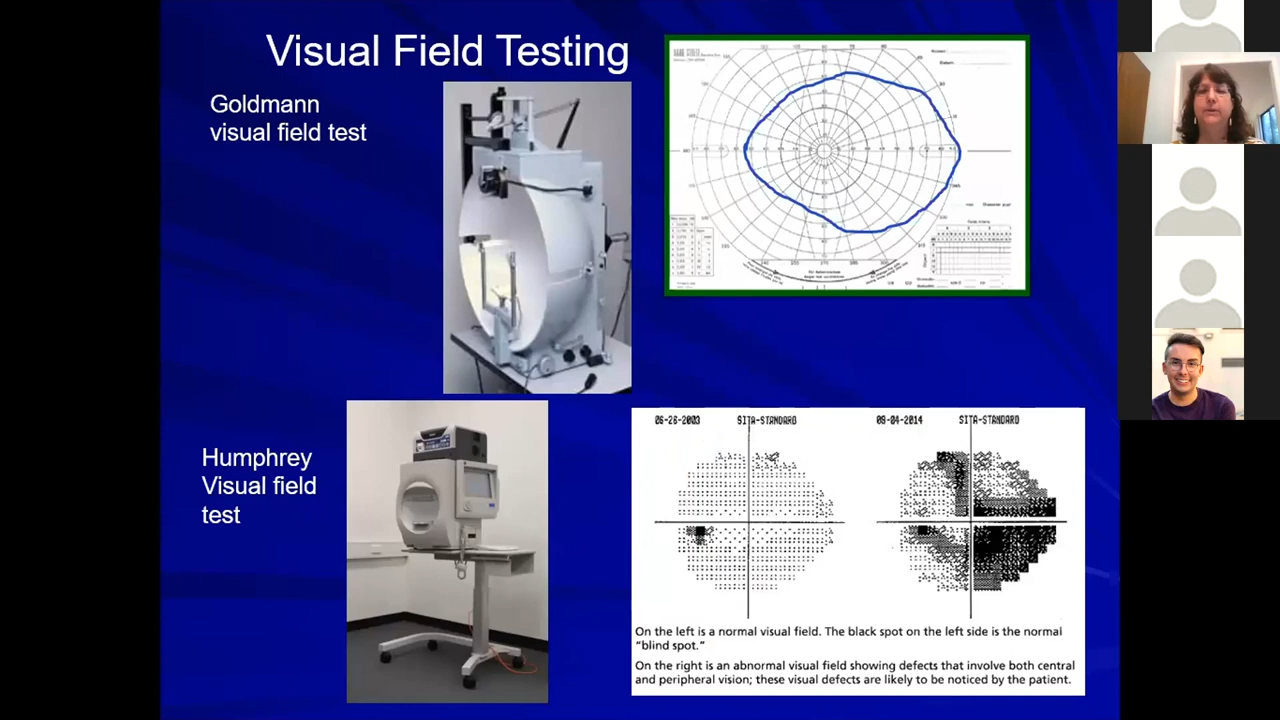 Visual Field Testing
Goldmann
visual field test
Humphrey
Visual field
test
06-26-2003 SITA-STANDARD
09-04-2014 SITA-STANDARD
On the left is a normal visual field. The black spot on the left side is the normal
“blind spot.”
On the right is an abnormal visual field showing defects that involve both central
and peripheral vision; these visual defects are likely to be noticed by the patient.